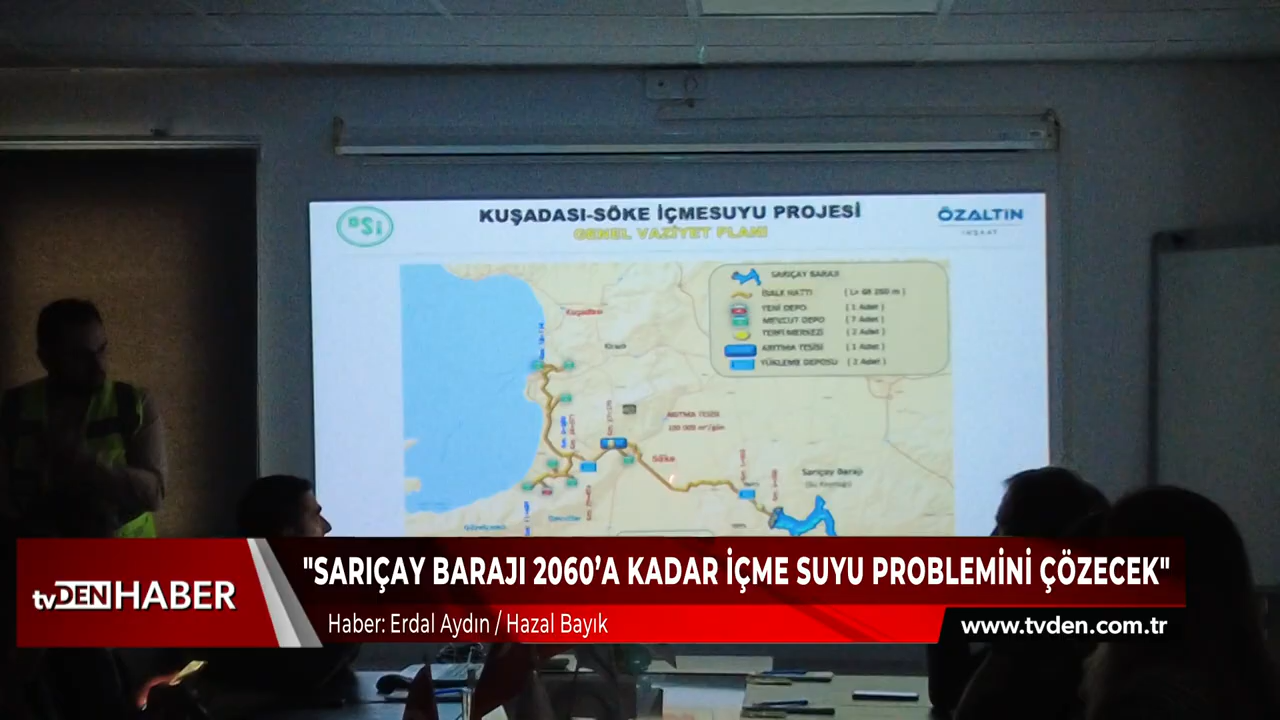 DSİ
KUŞADASI-SÖKE İÇMESUYU PROJESİ
GENEL VAZİYET PLANI
ÖZALTIN
İNŞAAT
SARIÇAY BARAJI
İSALE HATTI
YENİ DEPO ( 1 Adet )
MEVCUT DEPO ( 7 Adet )
TERFİ MERKEZİ ( 2 Adet )
ARITMA TESİSİ ( 1 Adet )
YÜKLEME DEPOSU ( 2 Adet )
Kuşadası
Kirazlı
ARITMA TESİSİ
Söke
Sarıçay Barajı
tvDEN HABER
"SARIÇAY BARAJI 2060'A KADAR İÇME SUYU PROBLEMİNİ ÇÖZECEK"
Haber: Erdal Aydın / Hazal Bayık
www.tvden.com.tr